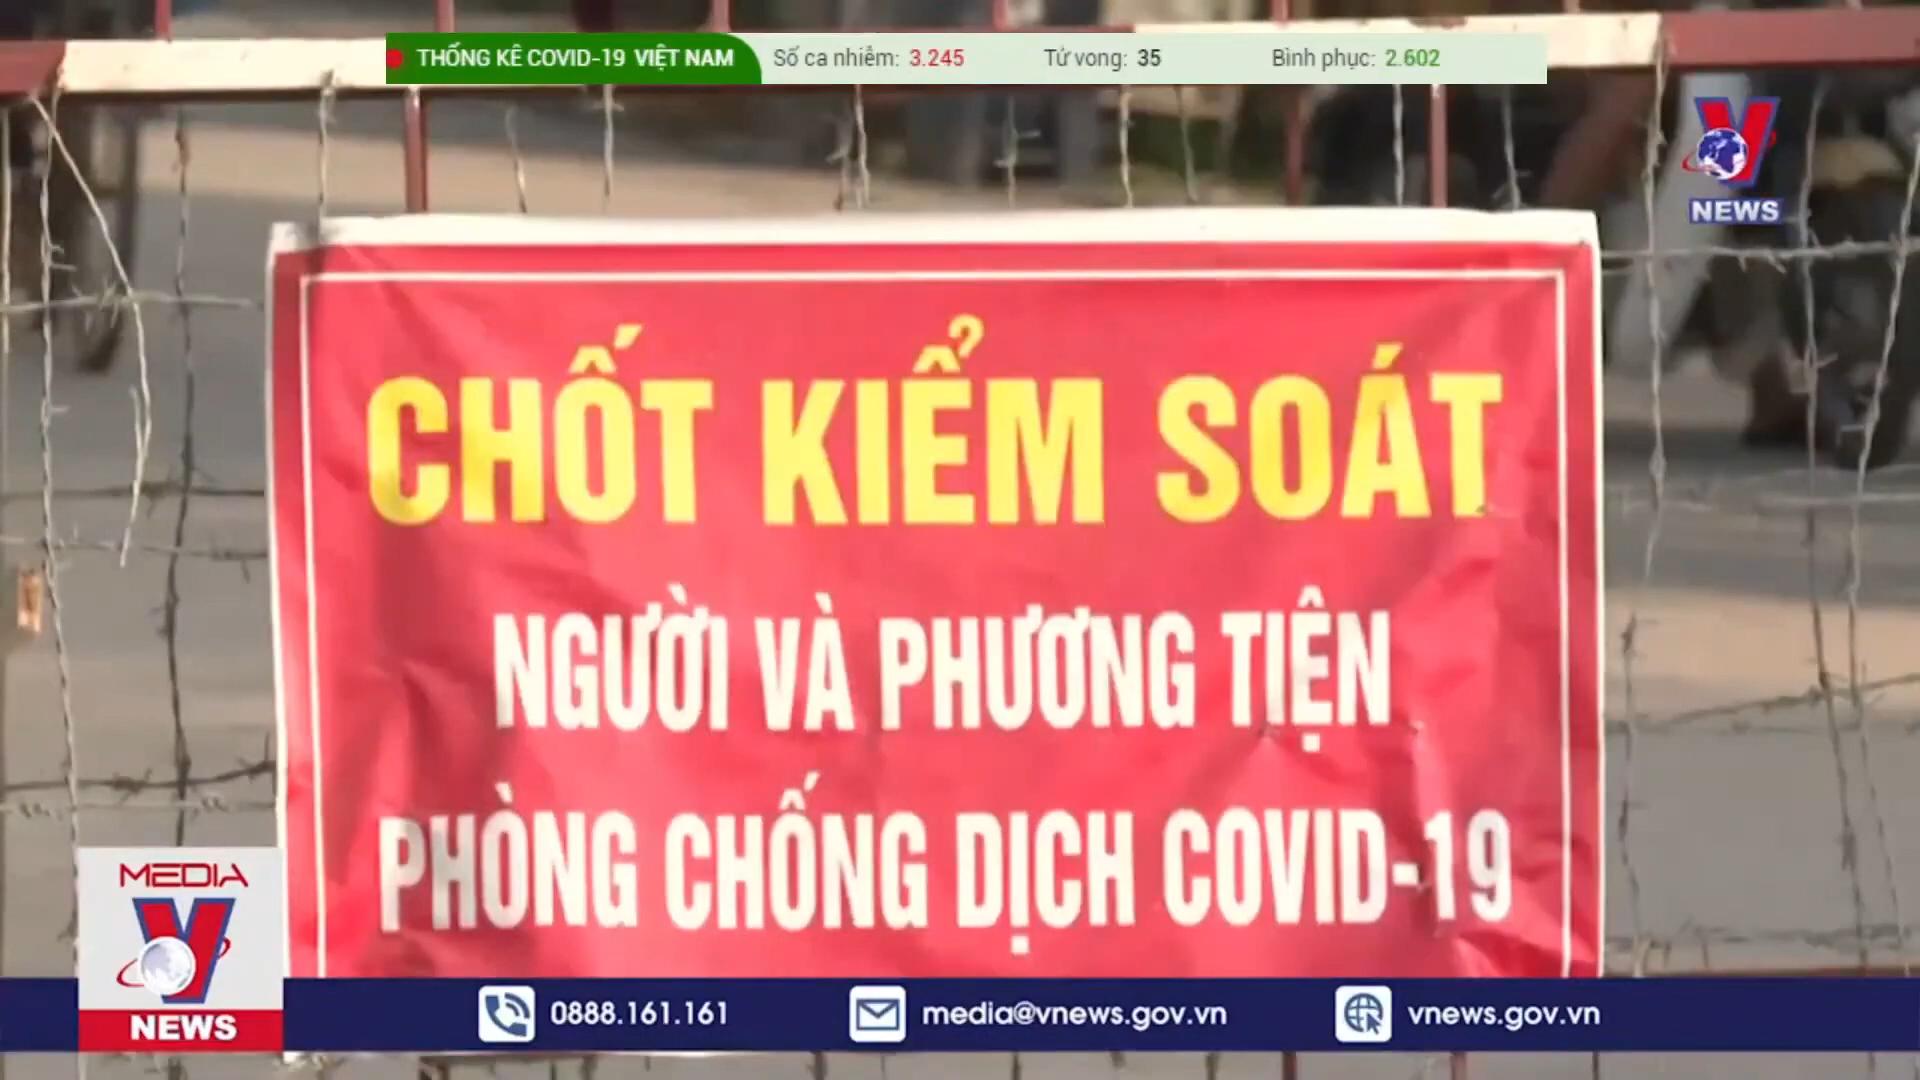 THỐNG KÊ COVID-19 VIỆT NAM Số ca nhiễm: 3.245 Tử vong: 35 Bình phục: 2.602
NEWS
CHỐT KIỂM SOÁT
NGƯỜI VÀ PHƯƠNG TIỆN
PHÒNG CHỐNG DỊCH COVID-19
MEDIA
NEWS
0888.161.161 media@vnews.gov.vn vnews.gov.vn